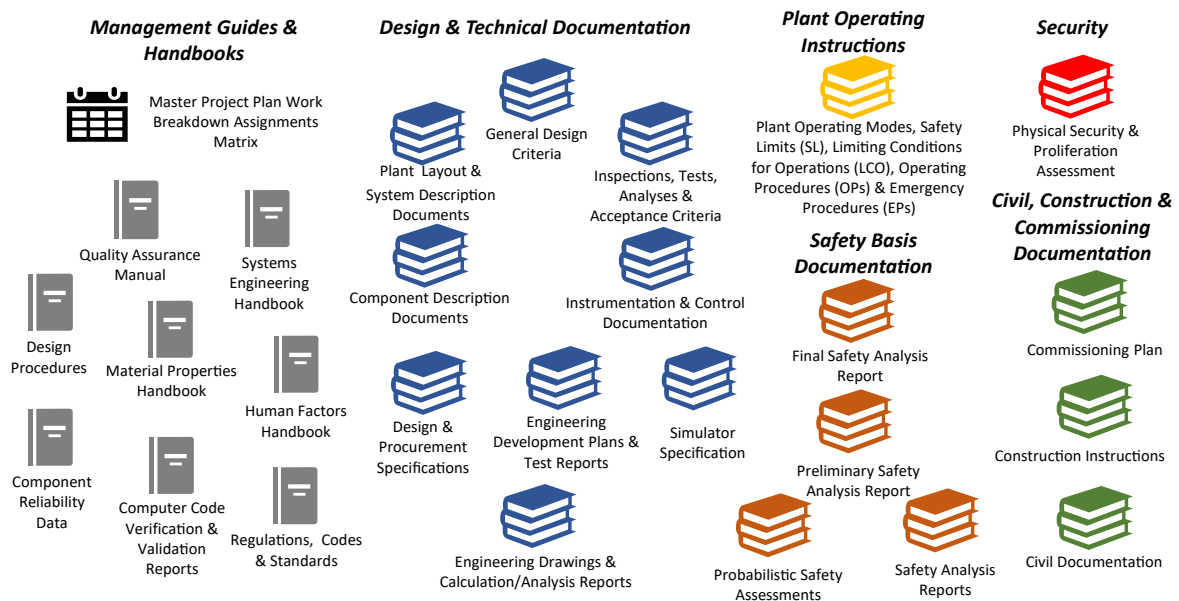 Management Guides &
Handbooks
Master Project Plan Work
Breakdown Assignments
Matrix
Quality Assurance
Manual
Systems
Engineering
Handbook
Design
Procedures
Material Properties
Handbook
Human Factors
Handbook
Component
Reliability
Data
Computer Code
Verification &
Validation
Reports
Regulations, Codes
& Standards
Design & Technical Documentation
General Design
Criteria
Plant Layout &
System Description
Documents
Inspections, Tests,
Analyses &
Acceptance Criteria
Component Description
Documents
Instrumentation & Control
Documentation
Design &
Procurement
Specifications
Engineering
Development Plans &
Test Reports
Simulator
Specification
Engineering Drawings &
Calculation/Analysis Reports
Plant Operating
Instructions
Plant Operating Modes, Safety
Limits (SL), Limiting Conditions
for Operations (LCO), Operating
Procedures (OPs) & Emergency
Procedures (EPs)
Safety Basis
Documentation
Final Safety Analysis
Report
Preliminary Safety
Analysis Report
Probabilistic Safety
Assessments
Safety Analysis
Reports
Security
Physical Security &
Proliferation
Assessment
Civil, Construction &
Commissioning
Documentation
Commissioning Plan
Construction Instructions
Civil Documentation